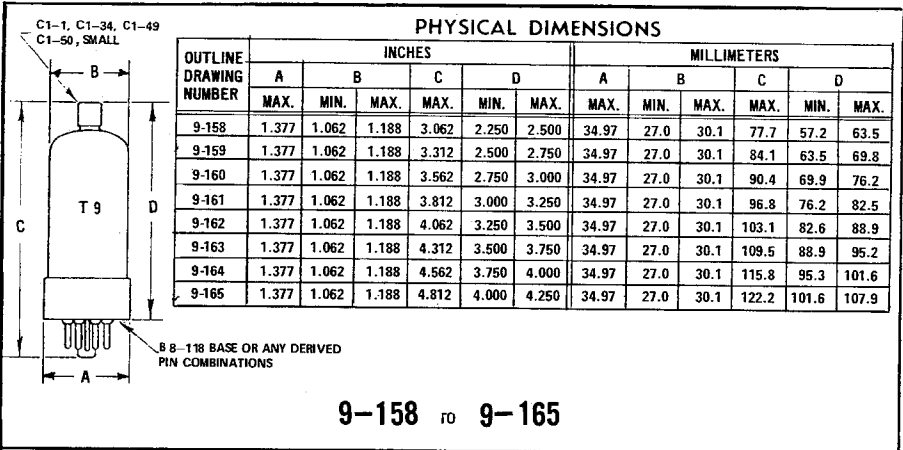 PHYSICAL DIMENSIONS
C1–1, C1–34, C1–49
C1–50, SMALL
B
C
T 9
D
A
B 8–118 BASE OR ANY DERIVED
PIN COMBINATIONS
OUTLINE DRAWING NUMBER INCHES MILLIMETERS
A B C D A B C D
MAX. MIN. MAX. MAX. MIN. MAX. MAX. MIN. MAX. MAX. MIN. MAX.
9-158 1.377 1.062 1.188 3.062 2.250 2.500 34.97 27.0 30.1 77.7 57.2 63.5
9-159 1.377 1.062 1.188 3.312 2.500 2.750 34.97 27.0 30.1 84.1 63.5 69.8
9-160 1.377 1.062 1.188 3.562 2.750 3.000 34.97 27.0 30.1 90.4 69.9 76.2
9-161 1.377 1.062 1.188 3.812 3.000 3.250 34.97 27.0 30.1 96.8 76.2 82.5
9-162 1.377 1.062 1.188 4.062 3.250 3.500 34.97 27.0 30.1 103.1 82.6 88.9
9-163 1.377 1.062 1.188 4.312 3.500 3.750 34.97 27.0 30.1 109.5 88.9 95.2
9-164 1.377 1.062 1.188 4.562 3.750 4.000 34.97 27.0 30.1 115.8 95.3 101.6
9-165 1.377 1.062 1.188 4.812 4.000 4.250 34.97 27.0 30.1 122.2 101.6 107.9
9–158 TO 9–165